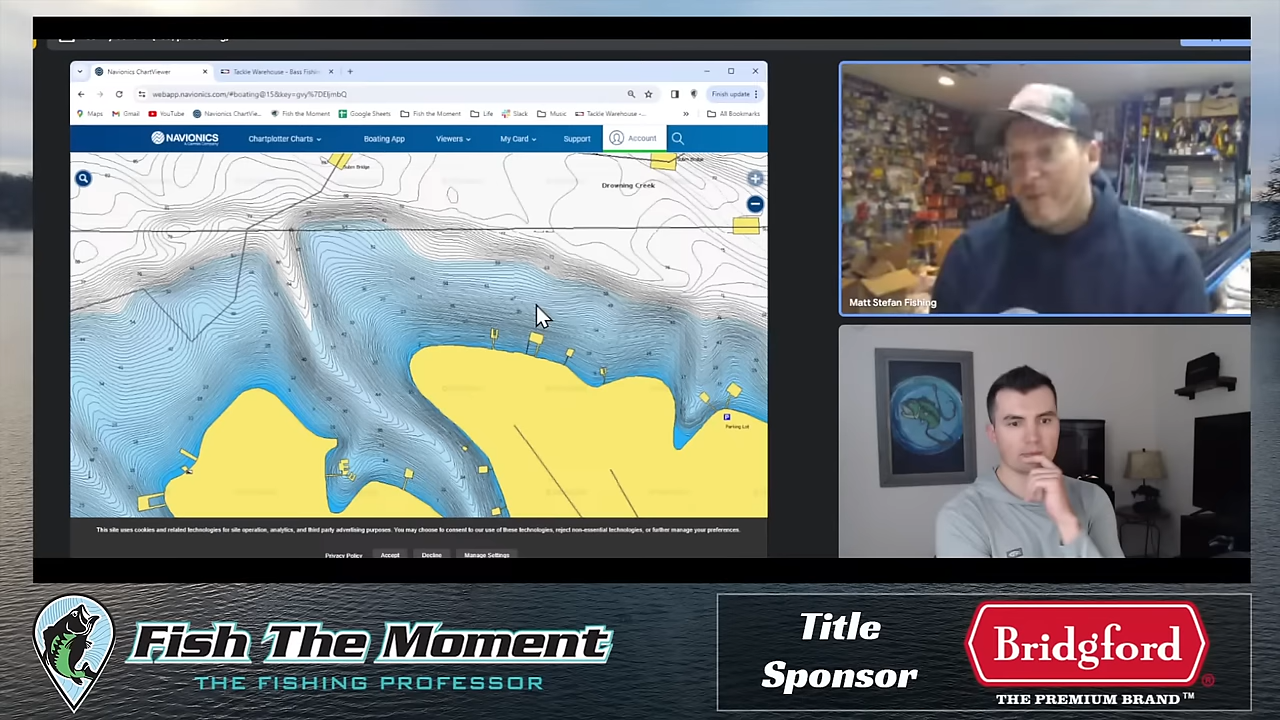 Navionics ChartViewer
Tackle Warehouse - Bass Fishin
webapp.navionics.com/#boating@15&key=gvy%7DEljmbQ
Finish update
Maps
Gmail
YouTube
Navionics ChartVie...
Fish the Moment
Google Sheets
Fish the Moment
Life
Slack
Music
Tackle Warehouse -...
All Bookmarks
NAVIONICS
Chartplotter Charts
Boating App
Viewers
My Card
Support
Account
Drowning Creek
Parking Lot
This site uses cookies and related technologies for site operation, analytics, and third party advertising purposes. You may choose to consent to our use of these technologies, reject non-essential technologies, or further manage your preferences.
Privacy Policy
Accept
Decline
Manage Settings
Matt Stefan Fishing
Fish The Moment
THE FISHING PROFESSOR
Title
Sponsor
Bridgford®
THE PREMIUM BRAND™